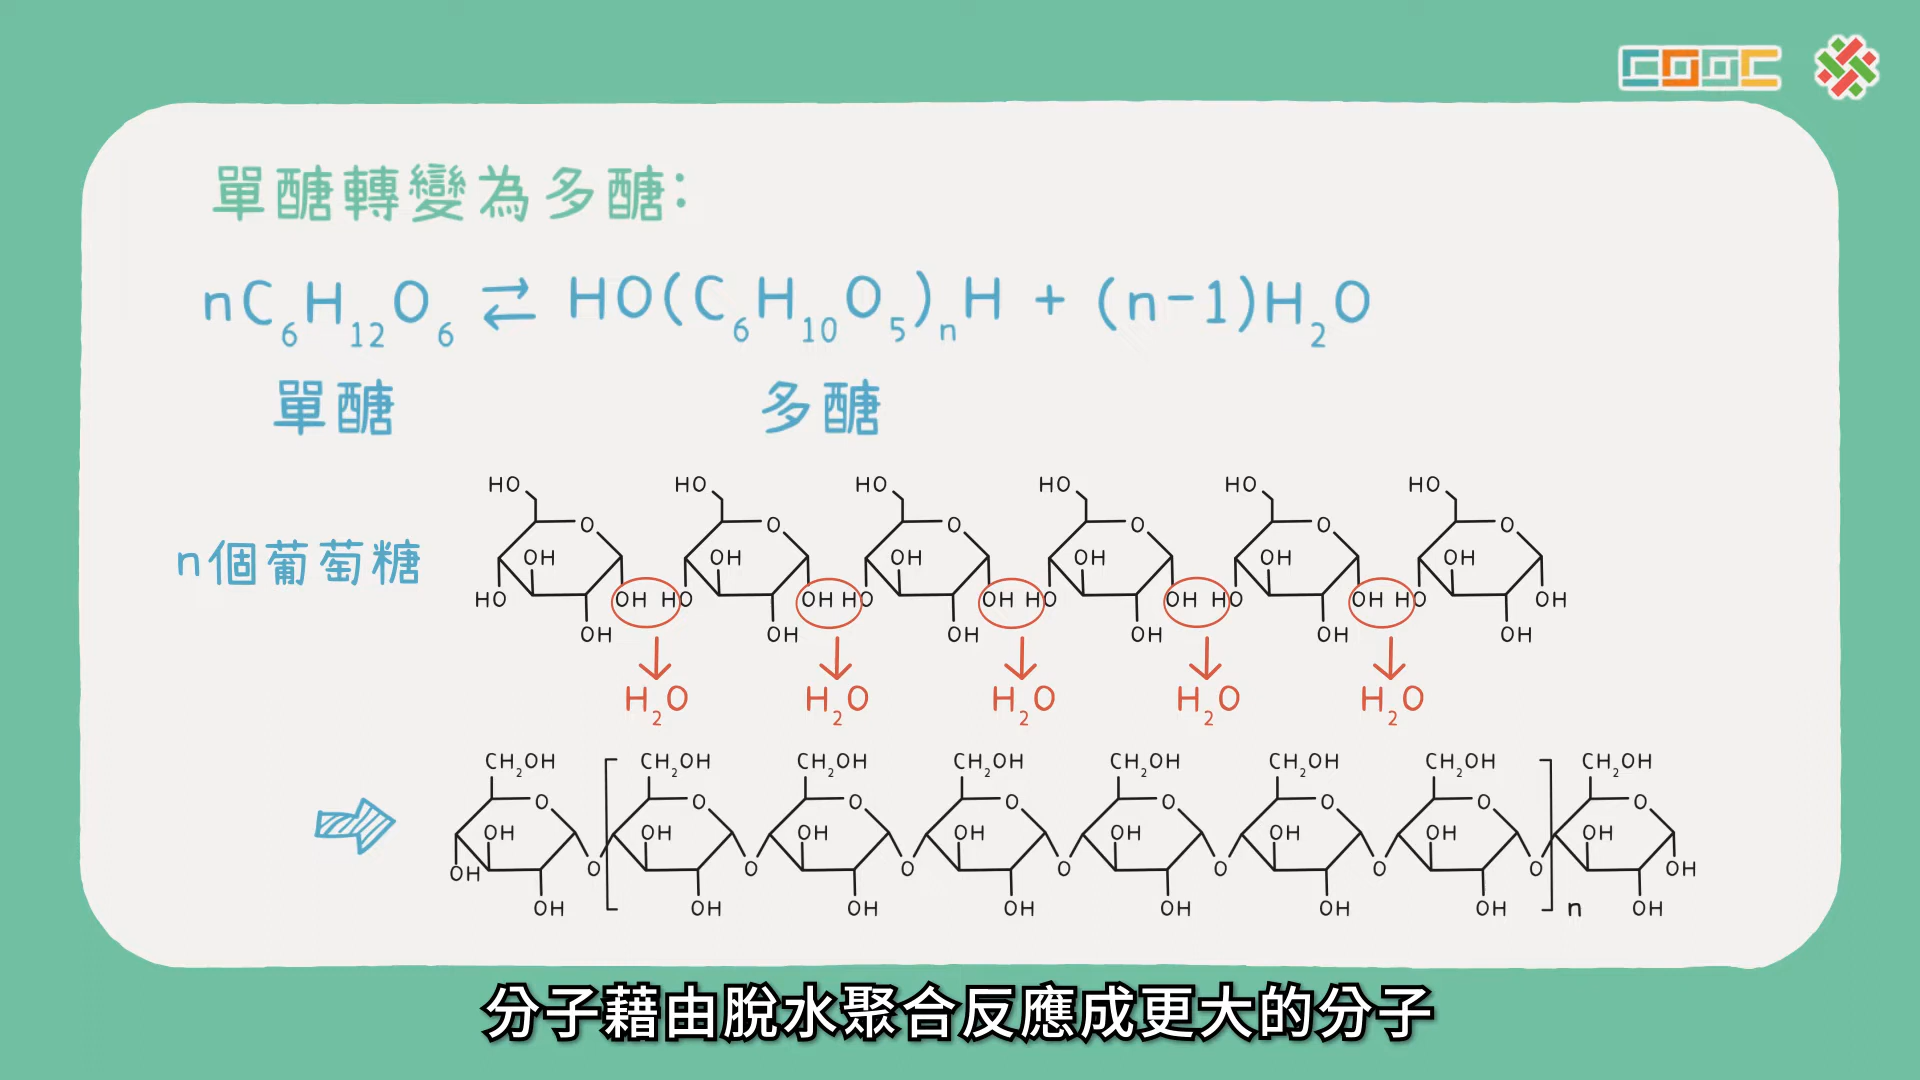 COOC
單醣轉變為多醣:
nC₆H₁₂O₆ ⇄ HO(C₆H₁₀O₅)ₙH + (n-1)H₂O
單醣 多醣
HO HO HO HO HO HO
O O O O O O
n個葡萄糖 OH OH OH OH OH OH
HO OH HO OH HO OH HO OH HO OH HO OH
OH OH OH OH OH OH
H₂O H₂O H₂O H₂O H₂O
CH₂OH CH₂OH CH₂OH CH₂OH CH₂OH CH₂OH CH₂OH CH₂OH
O O O O O O O O
OH OH OH OH OH OH OH OH
OH O O O O O O O OH
OH OH OH OH OH OH OH n OH
分子藉由脫水聚合反應成更大的分子